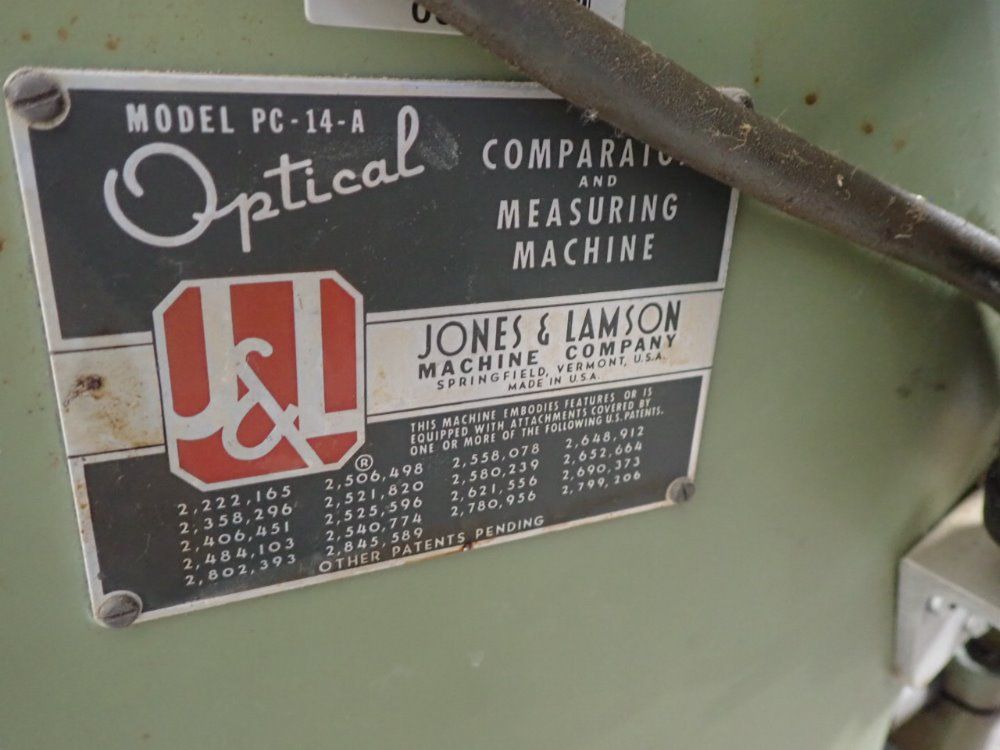 MODEL PC-14-A
Optical
COMPARATO
AND
MEASURING
MACHINE
J&L
®
JONES & LAMSON
MACHINE COMPANY
SPRINGFIELD, VERMONT, U.S.A.
MADE IN U.S.A.
THIS MACHINE EMBODIES FEATURES OR IS
EQUIPPED WITH ATTACHMENTS COVERED BY
ONE OR MORE OF THE FOLLOWING U.S. PATENTS.
2,222,165 2,506,498 2,558,078 2,648,912
2,358,296 2,521,820 2,580,239 2,652,664
2,406,451 2,525,596 2,621,556 2,690,373
2,484,103 2,540,774 2,780,956 2,799,206
2,802,393 2,845,589
OTHER PATENTS PENDING